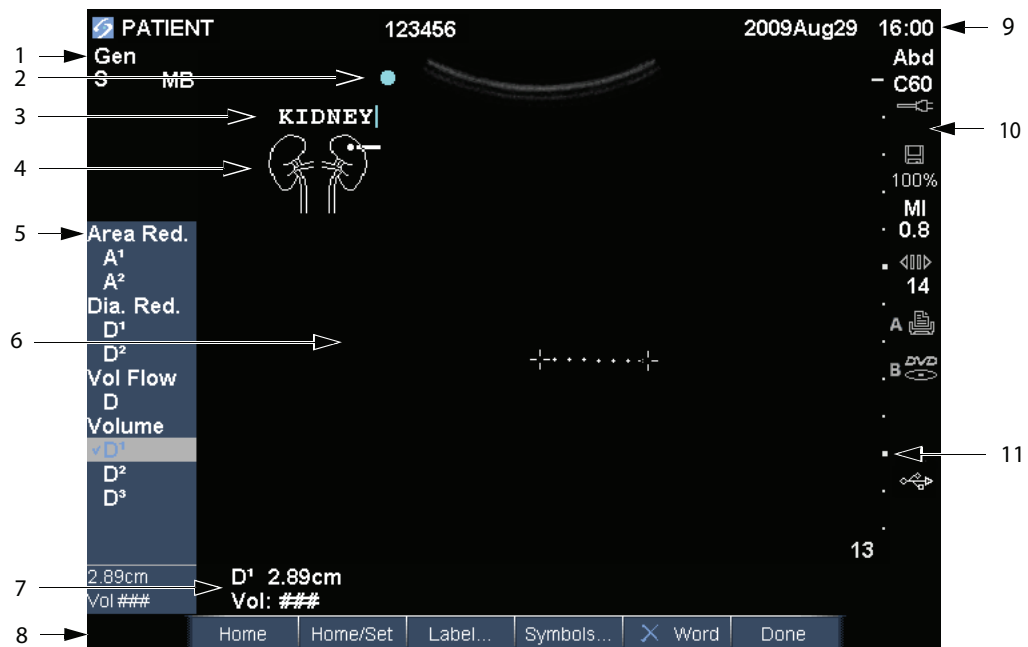 PATIENT 123456 2009Aug29 16:00 9
1 Gen Abd
2 S MB C60
3 KIDNEY
10
4 100%
MI
5 Area Red. 0.8
A¹
A² 14
Dia. Red.
D¹ A
6 D²
Vol Flow B DVD
D
Volume
✓D¹ 11
D²
D³
13
2.89cm D¹ 2.89cm
7 Vol ### Vol: ###
8 Home Home/Set Label... Symbols... X Word Done